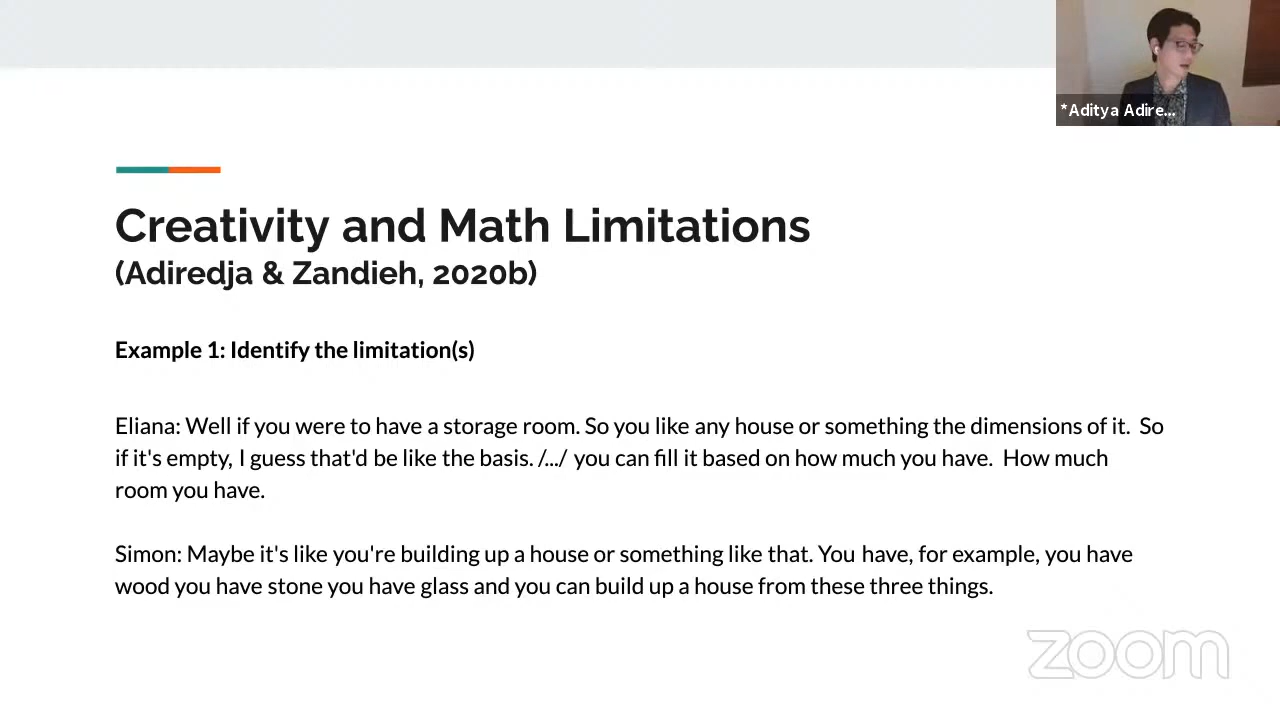 *Aditya Adire...
Creativity and Math Limitations
(Adiredja & Zandieh, 2020b)
Example 1: Identify the limitation(s)
Eliana: Well if you were to have a storage room. So you like any house or something the dimensions of it.  So
if it's empty, I guess that'd be like the basis. /.../ you can fill it based on how much you have.  How much
room you have.
Simon: Maybe it's like you're building up a house or something like that. You have, for example, you have
wood you have stone you have glass and you can build up a house from these three things.
zoom